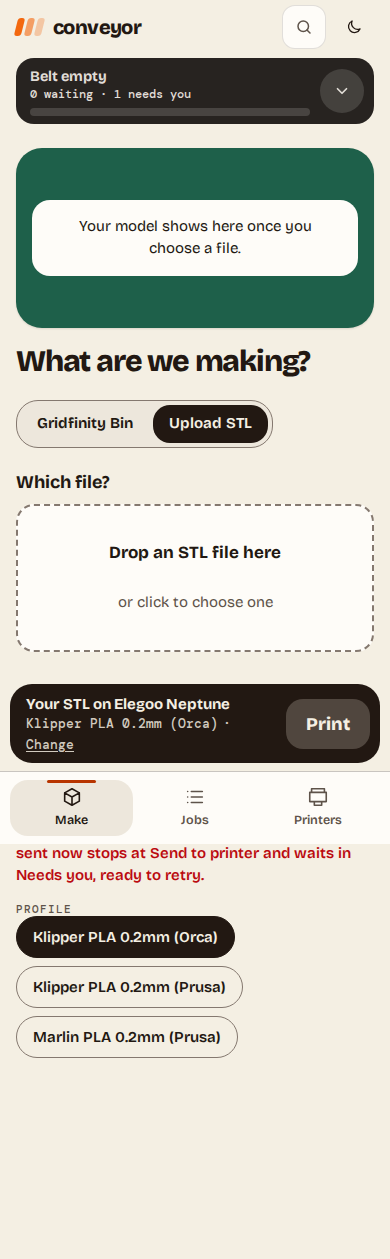 conveyor
Belt empty
0 waiting · 1 needs you
Your model shows here once you
choose a file.
What are we making?
Gridfinity Bin
Upload STL
Which file?
Drop an STL file here
or click to choose one
Your STL on Elegoo Neptune
Klipper PLA 0.2mm (Orca) ·
Change
Print
Make
Jobs
Printers
sent now stops at Send to printer and waits in
Needs you, ready to retry.
PROFILE
Klipper PLA 0.2mm (Orca)
Klipper PLA 0.2mm (Prusa)
Marlin PLA 0.2mm (Prusa)